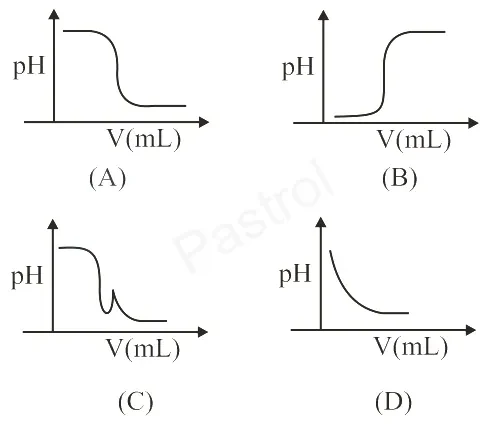 pH
V(mL)
(A)
pH
V(mL)
(B)
Pastrol
pH
V(mL)
(C)
pH
V(mL)
(D)